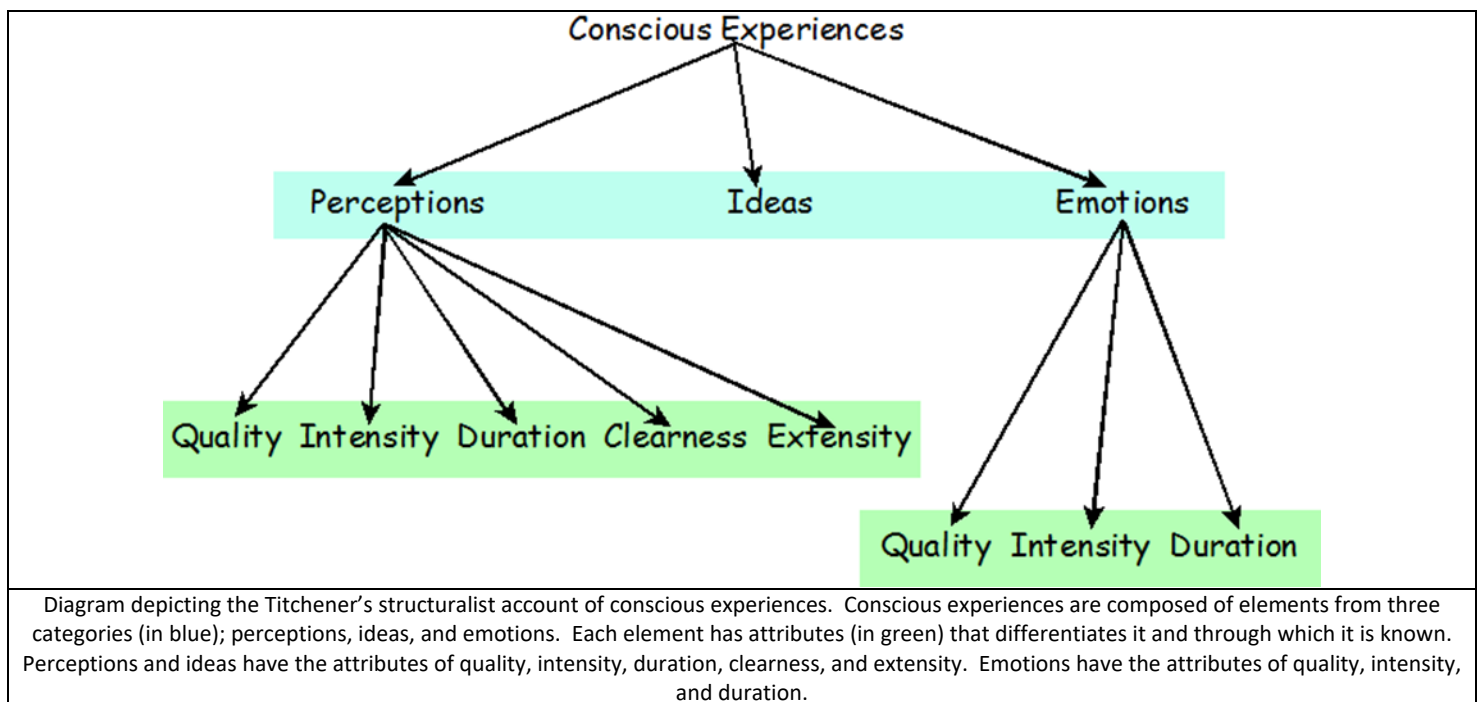 Conscious Experiences
Perceptions Ideas Emotions
Quality Intensity Duration Clearness Extensity
Quality Intensity Duration
Diagram depicting the Titchener’s structuralist account of conscious experiences.  Conscious experiences are composed of elements from three
categories (in blue); perceptions, ideas, and emotions.  Each element has attributes (in green) that differentiates it and through which it is known.
Perceptions and ideas have the attributes of quality, intensity, duration, clearness, and extensity.  Emotions have the attributes of quality, intensity,
and duration.